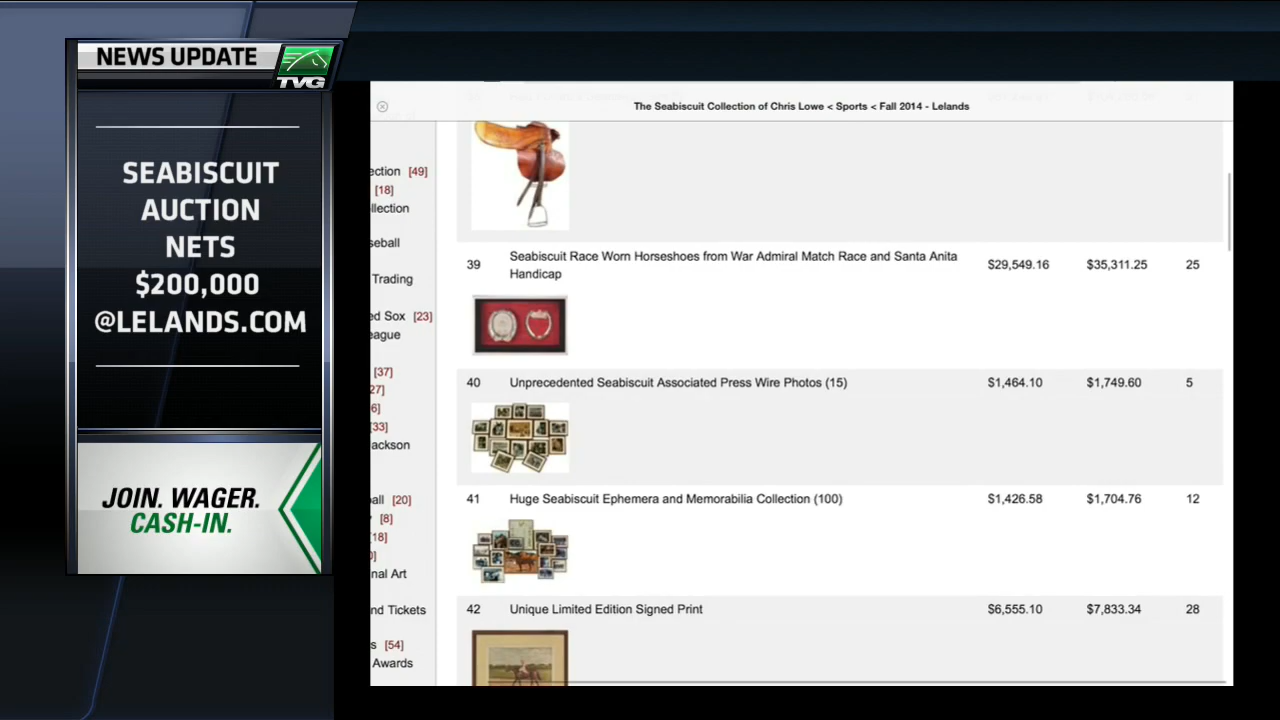 NEWS UPDATE
TVG
SEABISCUIT
AUCTION
NETS
$200,000
@LELANDS.COM
JOIN. WAGER.
CASH-IN.
The Seabiscuit Collection of Chris Lowe < Sports < Fall 2014 - Lelands
ection [49]
[18]
llection
seball
Trading
ed Sox [23]
eague
[37]
27]
6]
[33]
ackson
all [20]
[8]
[18]
]
nal Art
nd Tickets
s [54]
Awards
39 Seabiscuit Race Worn Horseshoes from War Admiral Match Race and Santa Anita $29,549.16 $35,311.25 25
Handicap
40 Unprecedented Seabiscuit Associated Press Wire Photos (15) $1,464.10 $1,749.60 5
41 Huge Seabiscuit Ephemera and Memorabilia Collection (100) $1,426.58 $1,704.76 12
42 Unique Limited Edition Signed Print $6,555.10 $7,833.34 28